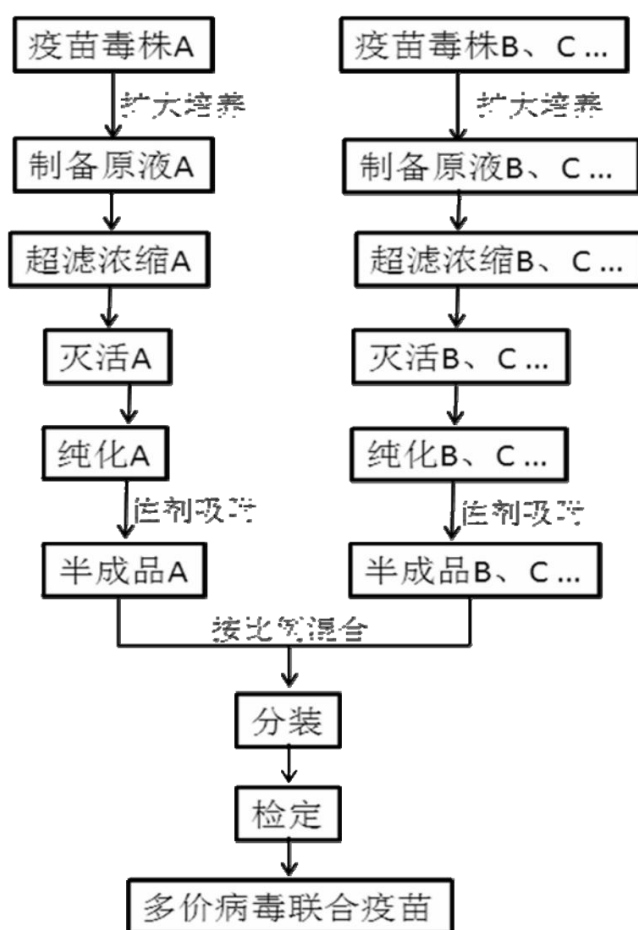 疫苗毒株A
疫苗毒株B、C...
扩大培养
扩大培养
制备原液A
制备原液B、C...
超滤浓缩A
超滤浓缩B、C...
灭活A
灭活B、C...
纯化A
纯化B、C...
佐剂吸附
佐剂吸附
半成品A
半成品B、C...
按比例混合
分装
检定
多价病毒联合疫苗